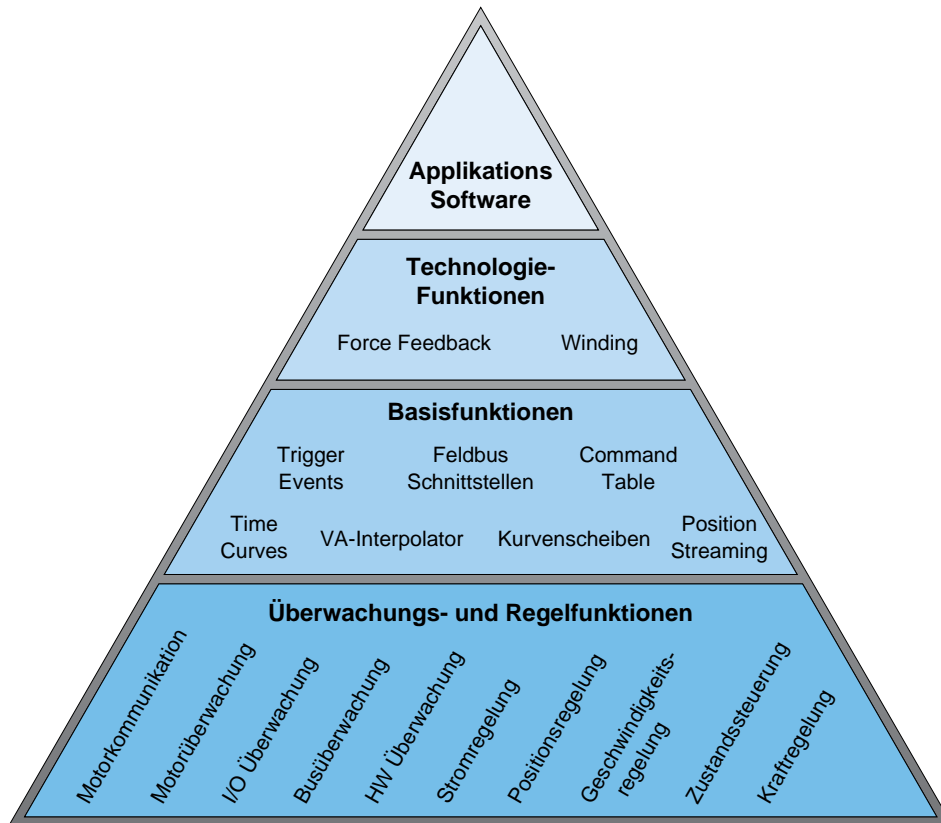 Applikations
Software
Technologie-
Funktionen
Force Feedback
Winding
Basisfunktionen
Trigger
Events
Feldbus
Schnittstellen
Command
Table
Time
Curves
VA-Interpolator
Kurvenscheiben
Position
Streaming
Überwachungs- und Regelfunktionen
Motorkommunikation
Motorüberwachung
I/O Überwachung
Busüberwachung
HW Überwachung
Stromregelung
Positionsregelung
Geschwindigkeits-
regelung
Zustandssteuerung
Kraftregelung